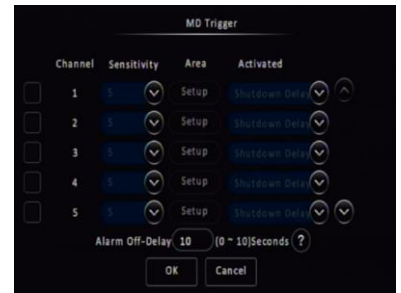 MD Trigger
Channel Sensitivity Area Activated
1 5 Setup Shutdown Delay
2 5 Setup Shutdown Delay
3 5 Setup Shutdown Delay
4 5 Setup Shutdown Delay
5 5 Setup Shutdown Delay
Alarm Off-Delay 10 (0 ~ 10)Seconds ?
OK Cancel